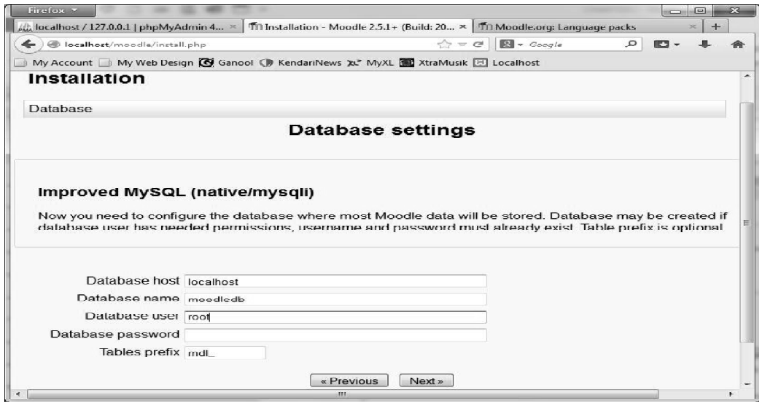 Firefox
localhost / 127.0.0.1 | phpMyAdmin 4... × Installation - Moodle 2.5.1+ (Build: 20... × Moodle.org: Language packs × +
localhost/moodle/install.php Google
My Account My Web Design Ganool KendariNews MyXL XtraMusik Localhost
Installation
Database
Database settings
Improved MySQL (native/mysqli)
Now you need to configure the database where most Moodle data will be stored. Database may be created if
database user has needed permissions, username and password must already exist. Table prefix is optional.
Database host localhost
Database name moodledb
Database user root
Database password
Tables prefix mdl_
« Previous Next »